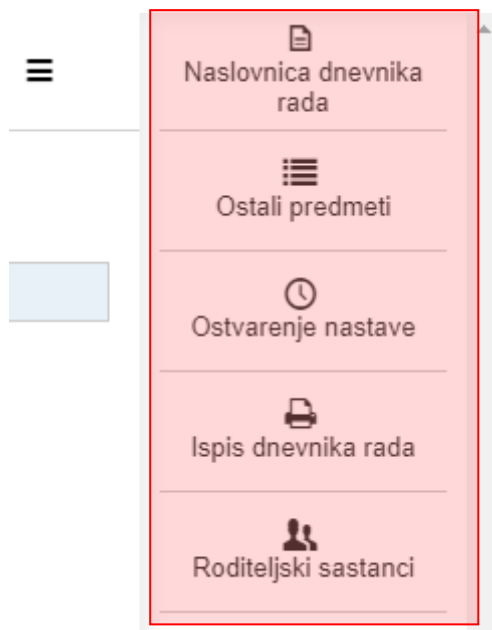 Naslovnica dnevnika
rada
Ostali predmeti
Ostvarenje nastave
Ispis dnevnika rada
Roditeljski sastanci